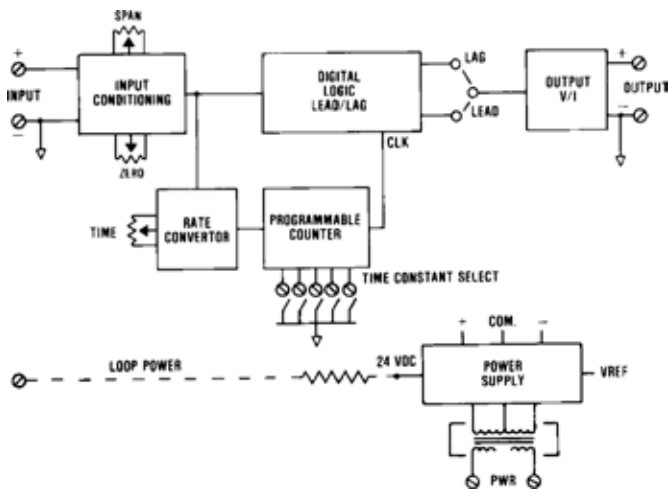 SPAN
+
INPUT
−
INPUT
CONDITIONING
ZERO
DIGITAL
LOGIC
LEAD/LAG
CLK
LAG
LEAD
OUTPUT
V/I
+
OUTPUT
−
TIME
RATE
CONVERTOR
PROGRAMMABLE
COUNTER
TIME CONSTANT SELECT
+ COM. −
LOOP POWER
24 VDC
POWER
SUPPLY
VREF
PWR